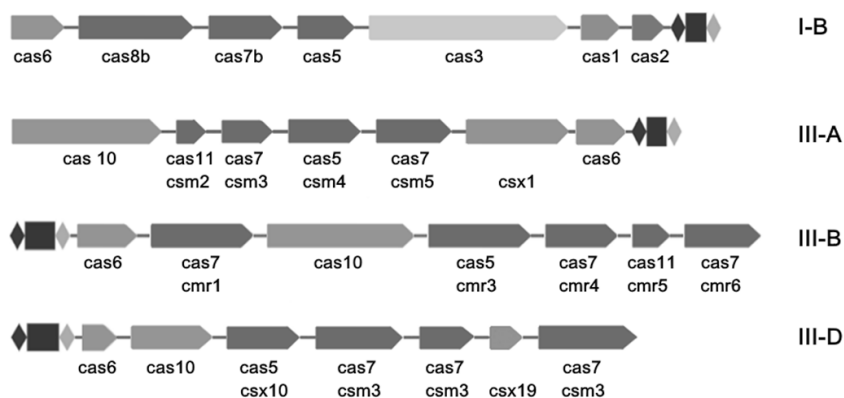 I-B
cas6 cas8b cas7b cas5 cas3 cas1 cas2
III-A
cas 10 cas11 cas7 cas5 cas7 cas6
csm2 csm3 csm4 csm5 csx1
III-B
cas6 cas7 cas10 cas5 cas7 cas11 cas7
cmr1 cmr3 cmr4 cmr5 cmr6
III-D
cas6 cas10 cas5 cas7 cas7 cas7
csx10 csm3 csm3 csx19 csm3